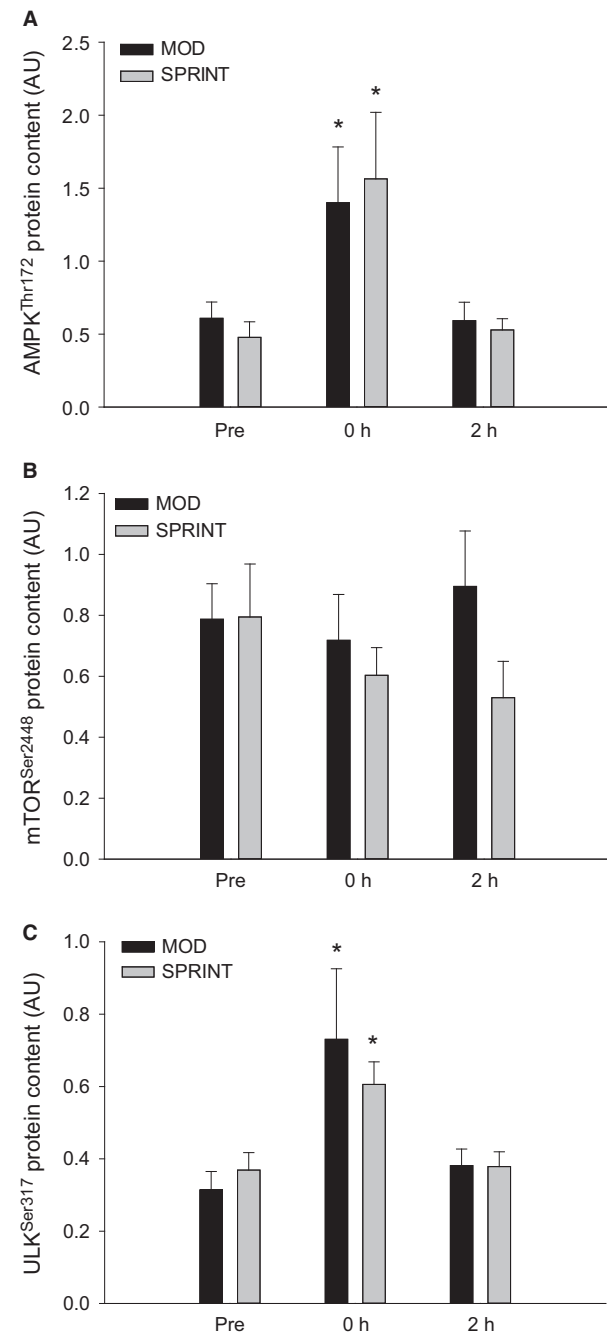 A
AMPKThr172 protein content (AU)
2.5
2.0
1.5
1.0
0.5
0.0
MOD
SPRINT
*
*
Pre
0 h
2 h
B
mTORSer2448 protein content (AU)
1.2
1.0
0.8
0.6
0.4
0.2
0.0
MOD
SPRINT
Pre
0 h
2 h
C
ULKSer317 protein content (AU)
1.0
0.8
0.6
0.4
0.2
0.0
MOD
SPRINT
*
*
Pre
0 h
2 h